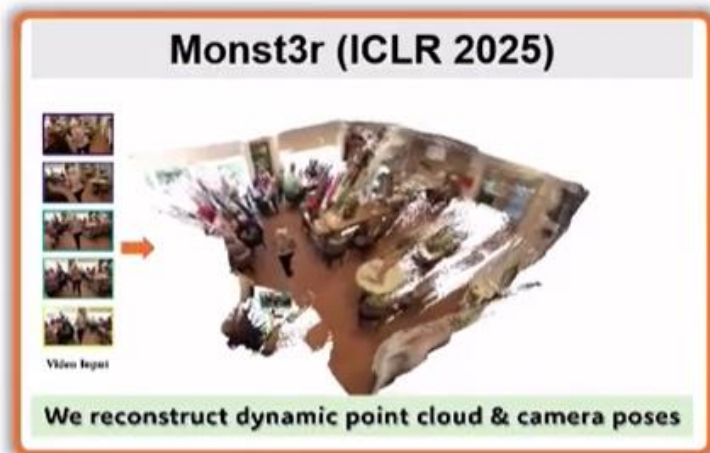 Monst3r (ICLR 2025)
Video Input
We reconstruct dynamic point cloud & camera poses